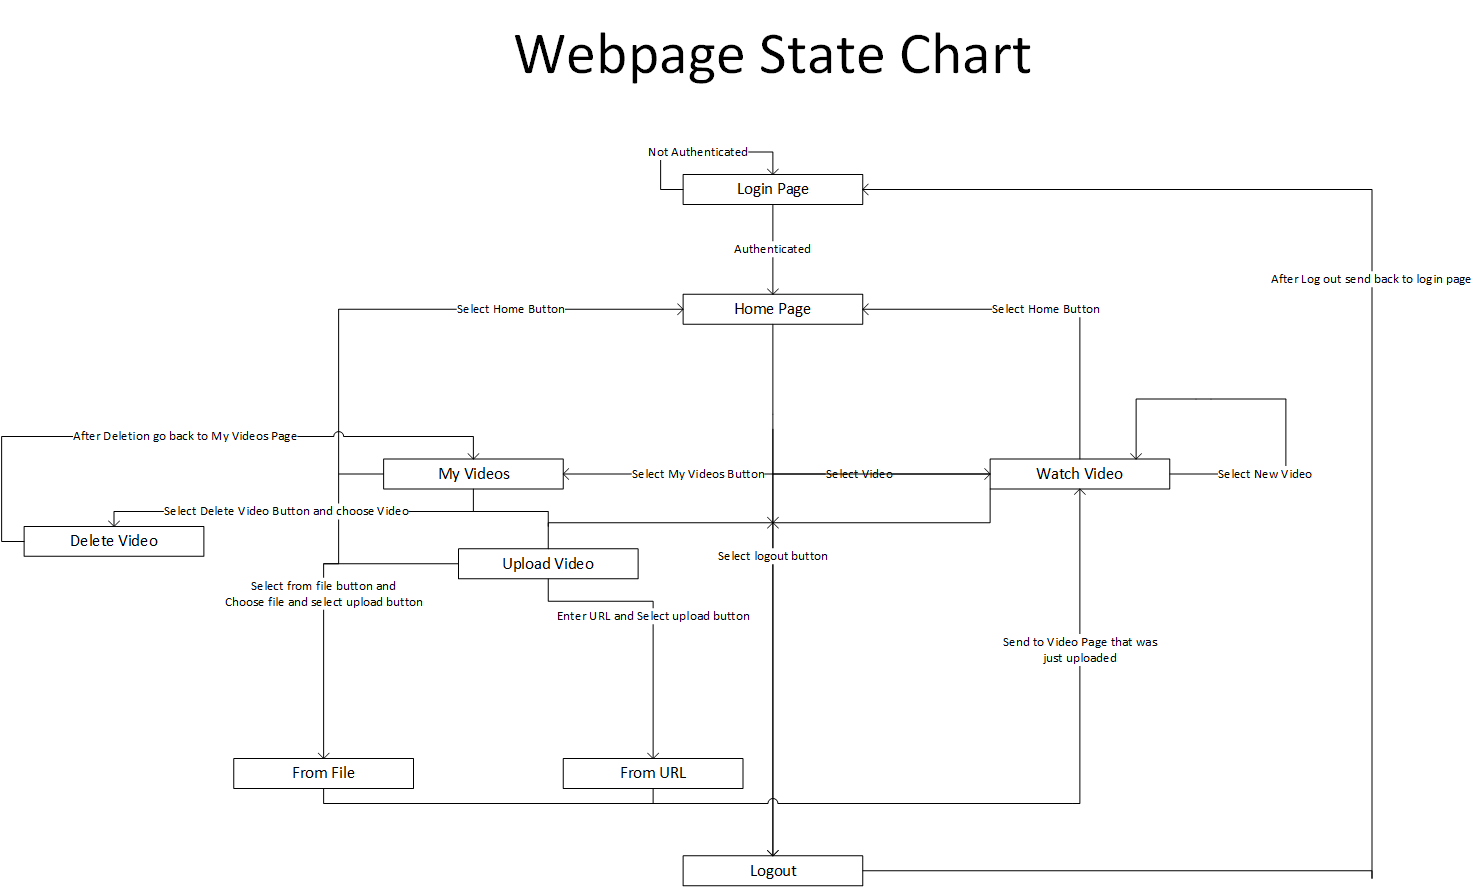 Webpage State Chart
Not Authenticated
Login Page
Authenticated
After Log out send back to login page
Select Home Button
Home Page
Select Home Button
After Deletion go back to My Videos Page
My Videos
Select My Videos Button
Select Video
Watch Video
Select New Video
Select Delete Video Button and choose Video
Delete Video
Upload Video
Select logout button
Select from file button and
Choose file and select upload button
Enter URL and Select upload button
Send to Video Page that was
just uploaded
From File
From URL
Logout